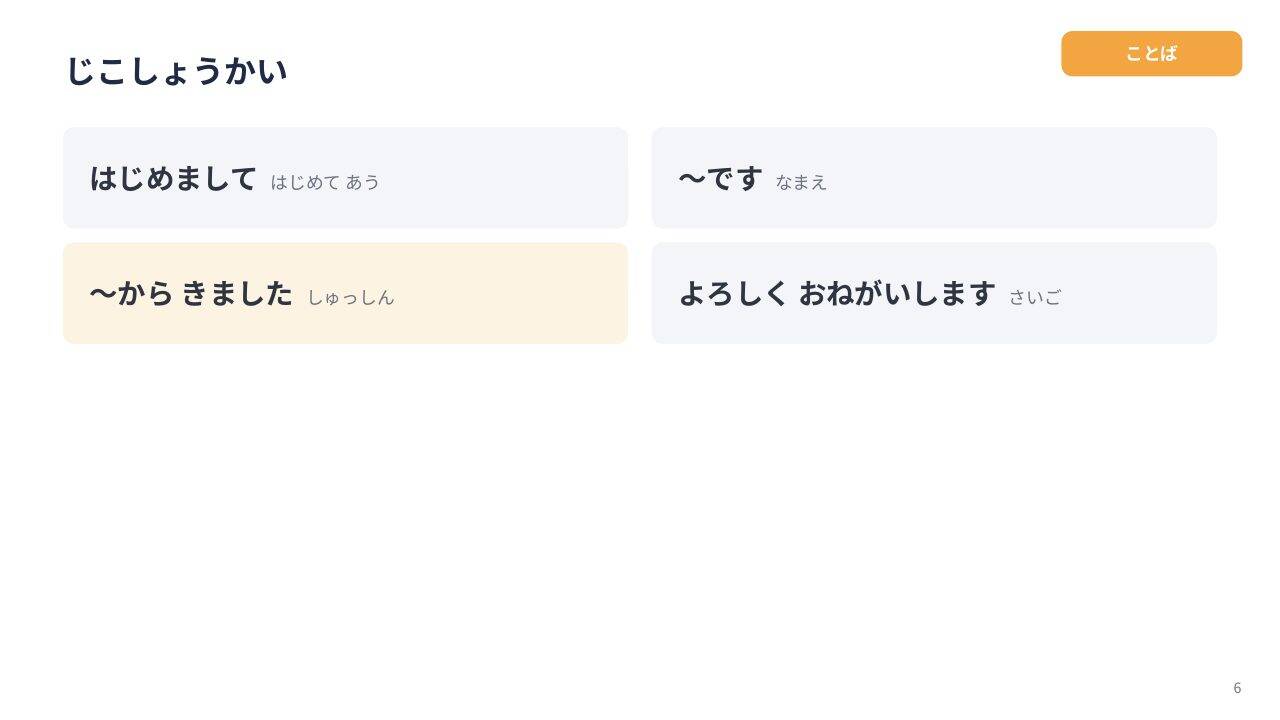 じこしょうかい
ことば
はじめまして はじめて あう
～です なまえ
～から きました しゅっしん
よろしく おねがいします さいご
6